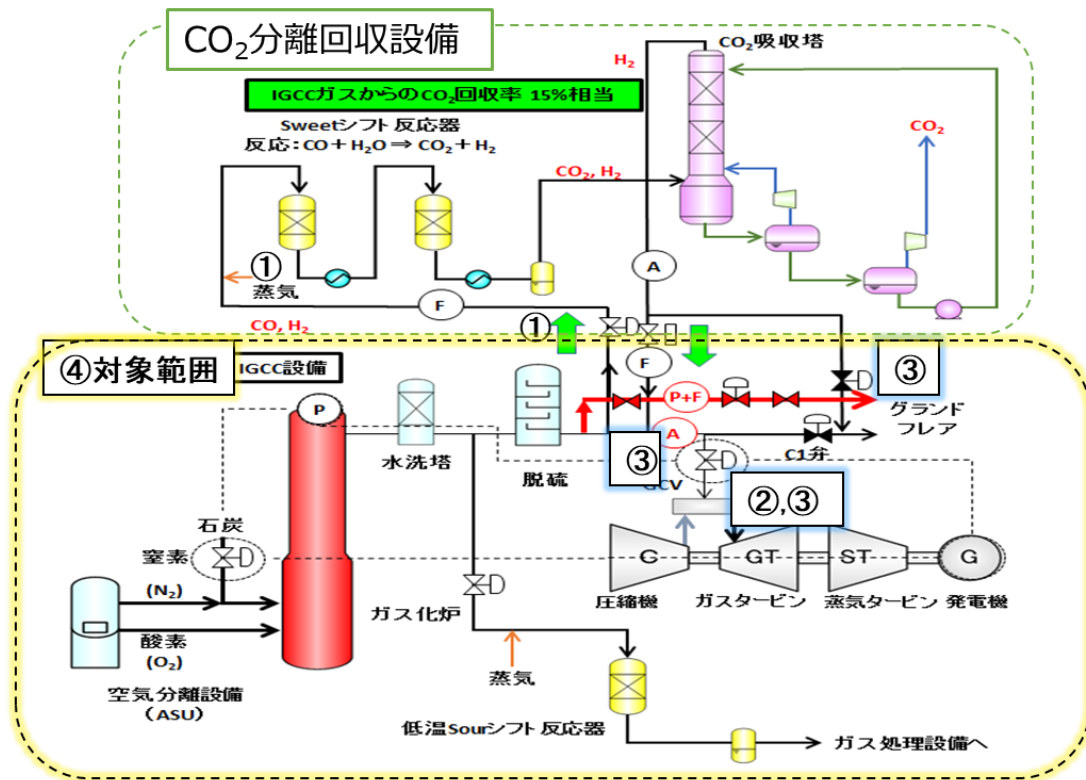 CO₂分離回収設備
CO₂吸収塔
H₂
IGCCガスからのCO₂回収率 15%相当
Sweetシフト反応器
反応:CO+H₂O⇒CO₂+H₂
CO₂
CO₂, H₂
A
①
蒸気
F
①
CO, H₂
④対象範囲
IGCC設備
F
③
P
P+F
グランド
フレア
水洗塔
脱硫
③
A
C1弁
GCV
②,③
石炭
窒素
(N₂)
C
GT
ST
G
ガス化炉
圧縮機
ガスタービン
蒸気タービン
発電機
酸素
(O₂)
蒸気
空気分離設備
(ASU)
低温Sourシフト反応器
ガス処理設備へ